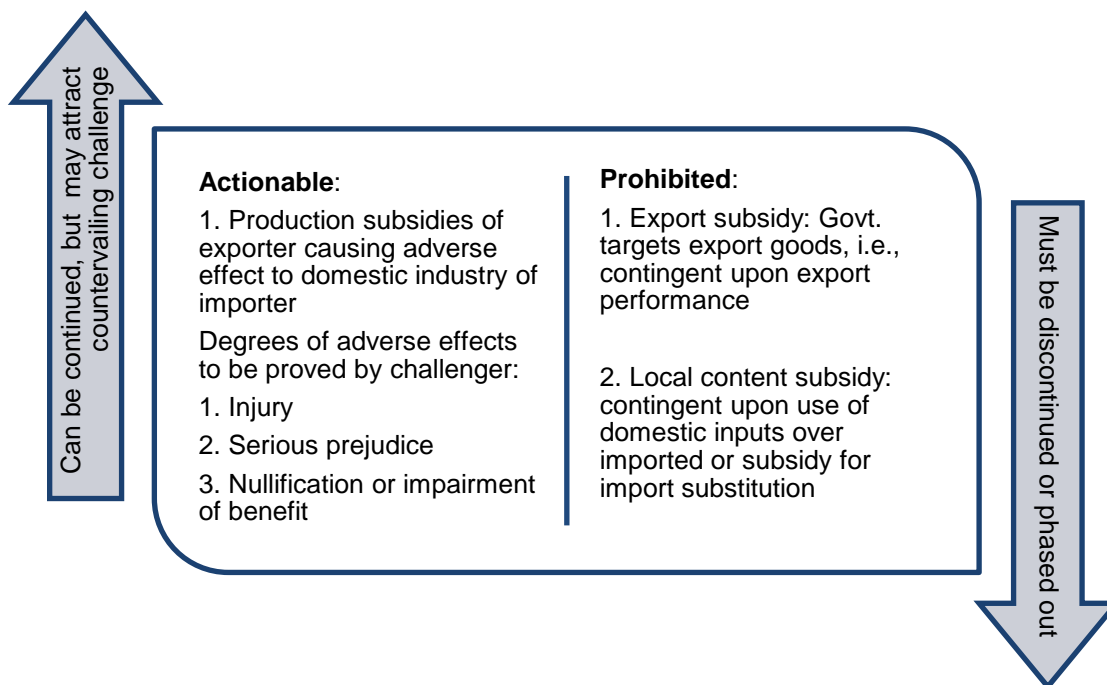 Can be continued, but may attract
countervailing challenge
Actionable:
1. Production subsidies of
exporter causing adverse
effect to domestic industry of
importer
Degrees of adverse effects
to be proved by challenger:
1. Injury
2. Serious prejudice
3. Nullification or impairment
of benefit
Prohibited:
1. Export subsidy: Govt.
targets export goods, i.e.,
contingent upon export
performance
2. Local content subsidy:
contingent upon use of
domestic inputs over
imported or subsidy for
import substitution
Must be discontinued or phased out